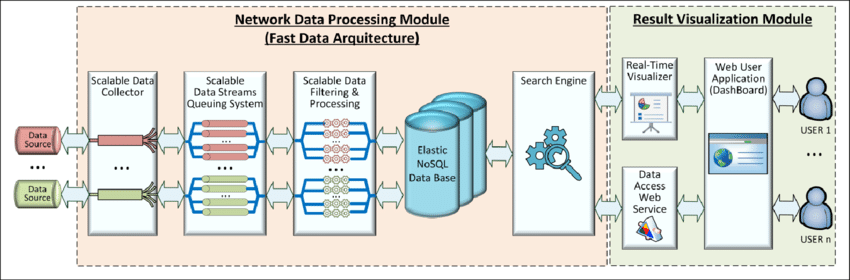 Network Data Processing Module
(Fast Data Arquitecture)
Result Visualization Module
Scalable Data
Collector
Scalable
Data Streams
Queuing System
Scalable Data
Filtering &
Processing
Search Engine
Real-Time
Visualizer
Web User
Application
(DashBoard)
Data
Source
...
Data
Source
...
...
...
...
...
...
...
...
Elastic
NoSQL
Data Base
Data
Access
Web
Service
USER 1
...
USER n